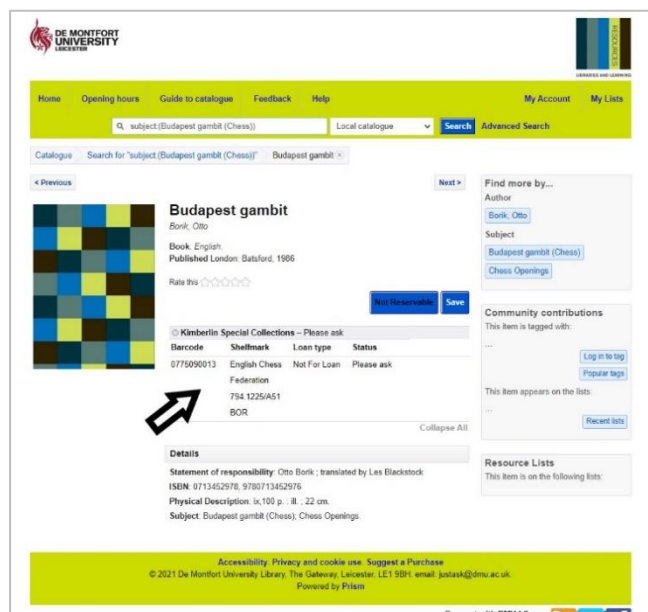 DE MONTFORT
UNIVERSITY
LEICESTER
RESOURCES
LIBRARIES AND LEARNING
Home Opening hours Guide to catalogue Feedback Help My Account My Lists
subject:(Budapest gambit (Chess)) Local catalogue Search Advanced Search
Catalogue Search for "subject:(Budapest gambit (Chess))" Budapest gambit ×
< Previous Next >
Budapest gambit
Borik, Otto
Book. English.
Published London: Batsford, 1986
Rate this
Not Reservable Save
Kimberlin Special Collections – Please ask
Barcode Shelfmark Loan type Status
0775090013 English Chess Not For Loan Please ask
Federation
794.1225/A51
BOR
Collapse All
Details
Statement of responsibility: Otto Borik ; translated by Les Blackstock
ISBN: 0713452978, 9780713452976
Physical Description: ix,100 p. : ill. ; 22 cm.
Subject: Budapest gambit (Chess); Chess Openings.
Find more by...
Author
Borik, Otto
Subject
Budapest gambit (Chess)
Chess Openings
Community contributions
This item is tagged with:
...
Log in to tag
Popular tags
This item appears on the lists:
...
Recent lists
Resource Lists
This item is on the following lists:
Accessibility. Privacy and cookie use. Suggest a Purchase
© 2021 De Montfort University Library, The Gateway, Leicester, LE1 9BH. email: justask@dmu.ac.uk.
Powered by Prism